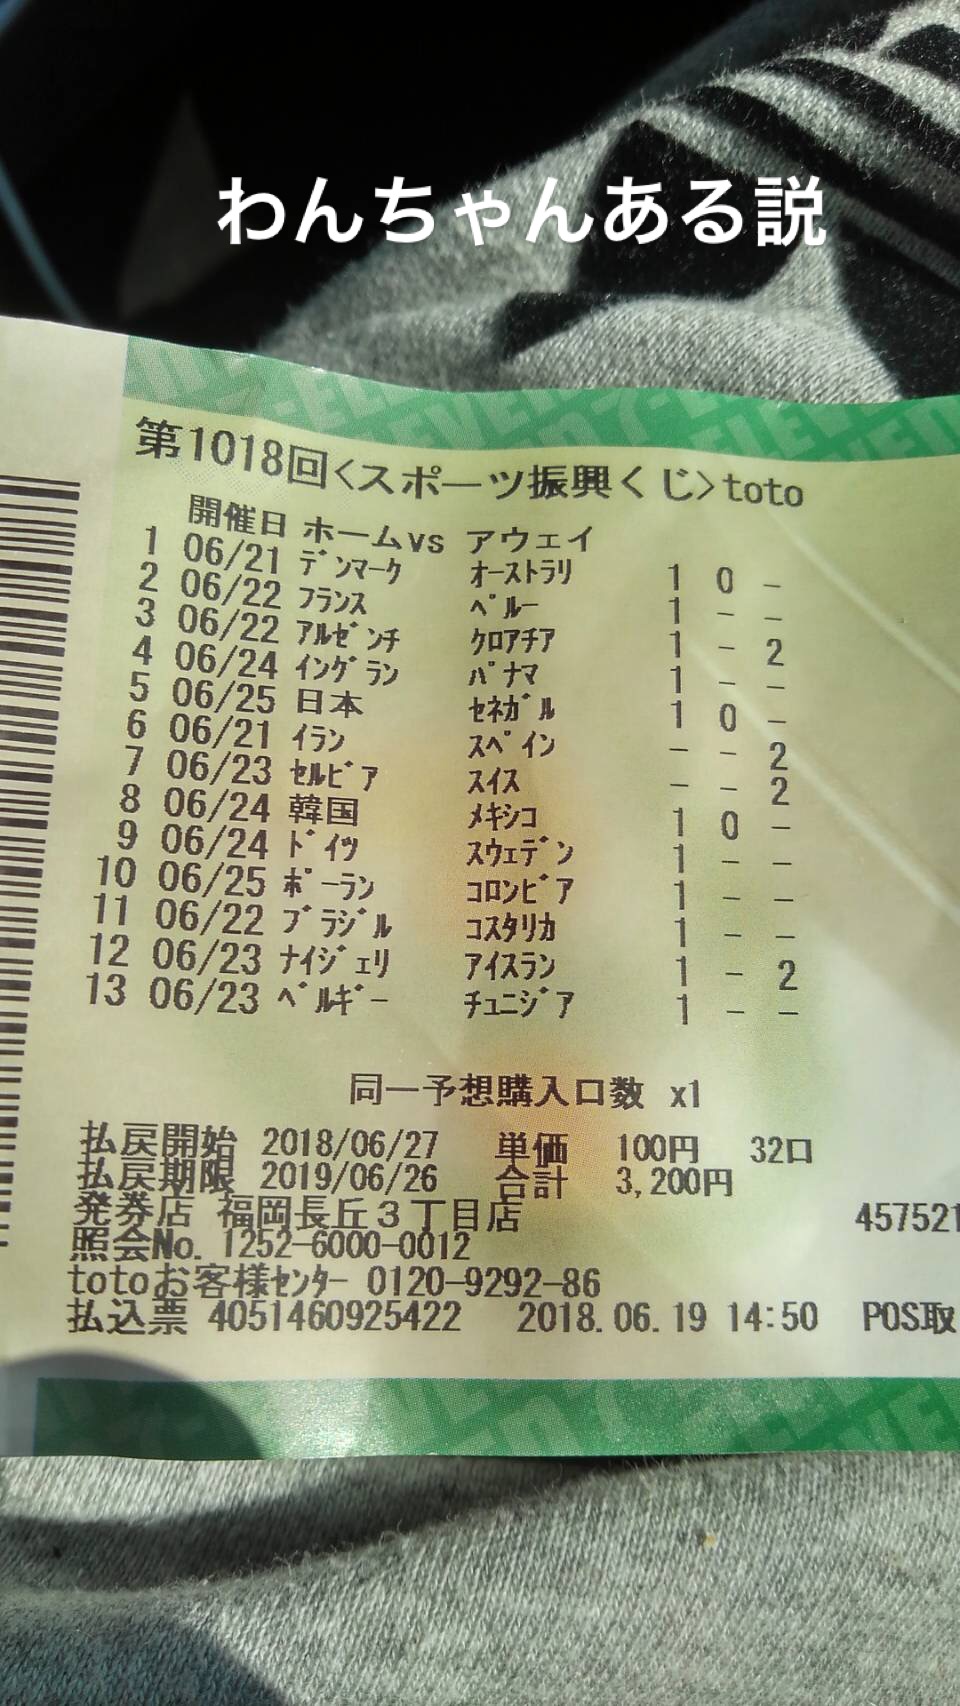 わんちゃんある説
第1018回<スポーツ振興くじ>toto
開催日 ホームvs アウェイ
1 06/21 デンマーク オーストラリ 1 0 -
2 06/22 フランス ペルー 1 - -
3 06/22 アルゼンチ クロアチア 1 - 2
4 06/24 イングラン パナマ 1 - -
5 06/25 日本 セネガル 1 0 -
6 06/21 イラン スペイン - - 2
7 06/23 セルビア スイス - - 2
8 06/24 韓国 メキシコ 1 0 -
9 06/24 ドイツ スウェデン 1 - -
10 06/25 ポーラン コロンビア 1 - -
11 06/22 ブラジル コスタリカ 1 - -
12 06/23 ナイジェリ アイスラン 1 - 2
13 06/23 ベルギー チュニジア 1 - -
同一予想購入口数 x1
払戻開始 2018/06/27 単価 100円 32口
払戻期限 2019/06/26 合計 3,200円
発券店 福岡長丘3丁目店 457521
照会No. 1252-6000-0012
totoお客様センター 0120-9292-86
払込票 4051460925422 2018.06.19 14:50 POS取